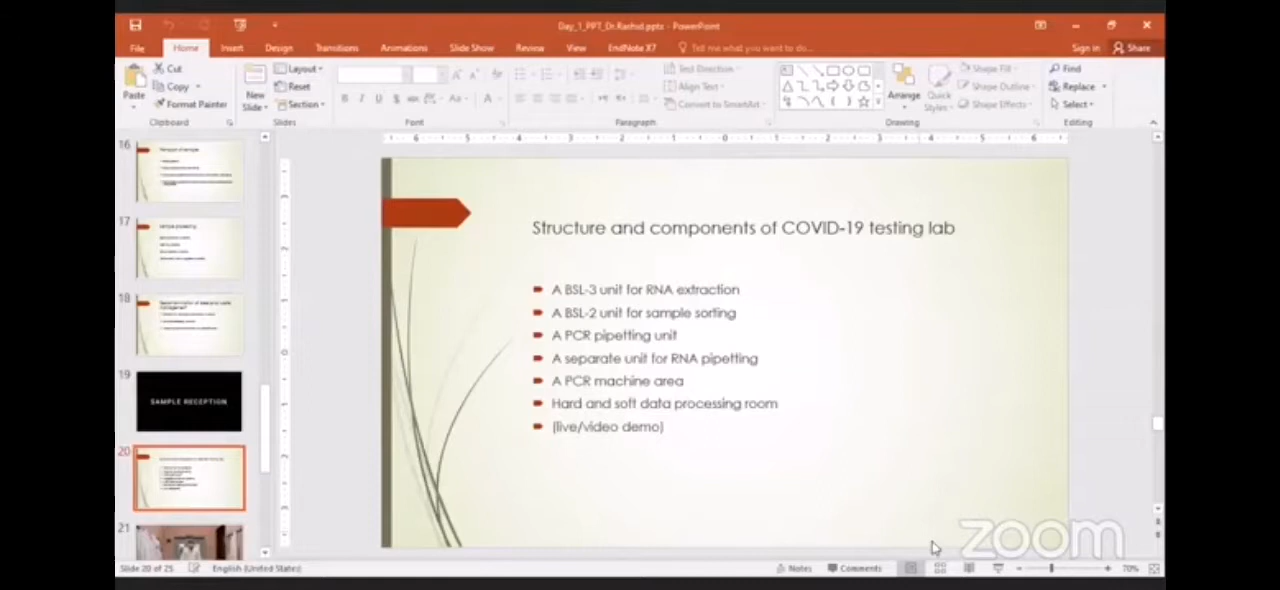 Day_1_PPT_Dr.Rashid.pptx - PowerPoint
File Home Insert Design Transitions Animations Slide Show Review View EndNote X7 Tell me what you want to do... Sign in Share
Cut
Copy
Format Painter
Paste
Clipboard
New Slide
Layout
Reset
Section
Slides
Font
Text Direction
Align Text
Convert to SmartArt
Paragraph
Arrange
Quick Styles
Shape Fill
Shape Outline
Shape Effects
Drawing
Find
Replace
Select
Editing
16
17
18
19
SAMPLE RECEPTION
20
21
Structure and components of COVID-19 testing lab
A BSL-3 unit for RNA extraction
A BSL-2 unit for sample sorting
A PCR pipetting unit
A separate unit for RNA pipetting
A PCR machine area
Hard and soft data processing room
(live/video demo)
zoom
Slide 20 of 25 English (United States) Notes Comments 70%